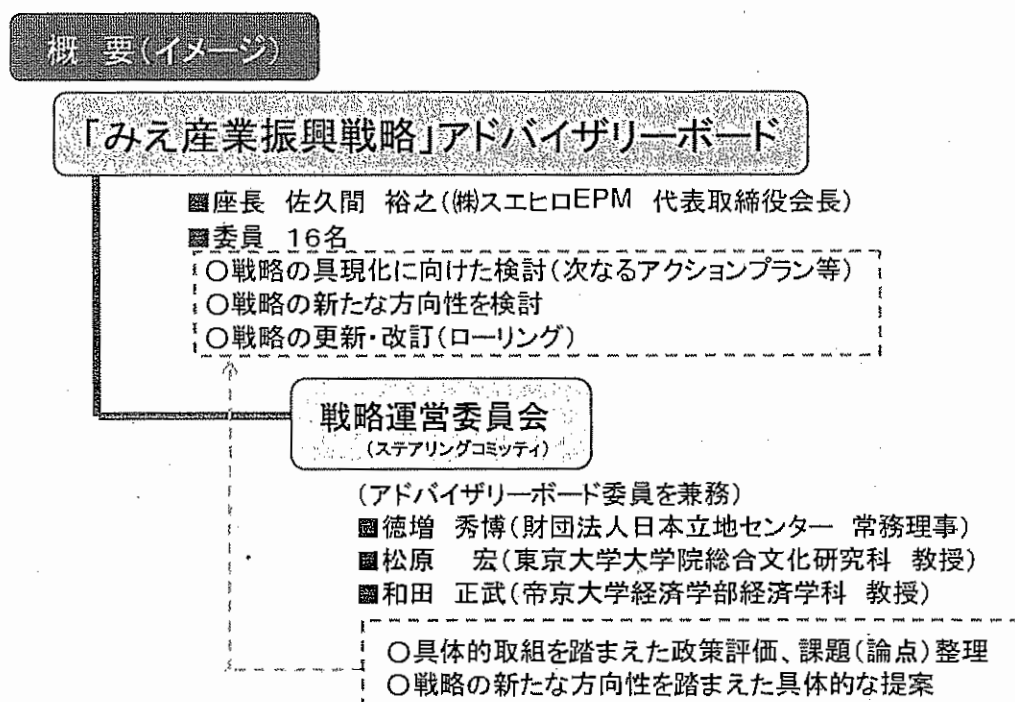 概 要(イメージ)
「みえ産業振興戦略」アドバイザリーボード
■座長 佐久間 裕之(㈱スエヒロEPM 代表取締役会長)
■委員 16名
○戦略の具現化に向けた検討(次なるアクションプラン等)
○戦略の新たな方向性を検討
○戦略の更新・改訂(ローリング)
戦略運営委員会
(ステアリングコミッティ)
(アドバイザリーボード委員を兼務)
■徳増 秀博(財団法人日本立地センター 常務理事)
■松原 宏(東京大学大学院総合文化研究科 教授)
■和田 正武(帝京大学経済学部経済学科 教授)
○具体的取組を踏まえた政策評価、課題(論点)整理
○戦略の新たな方向性を踏まえた具体的な提案